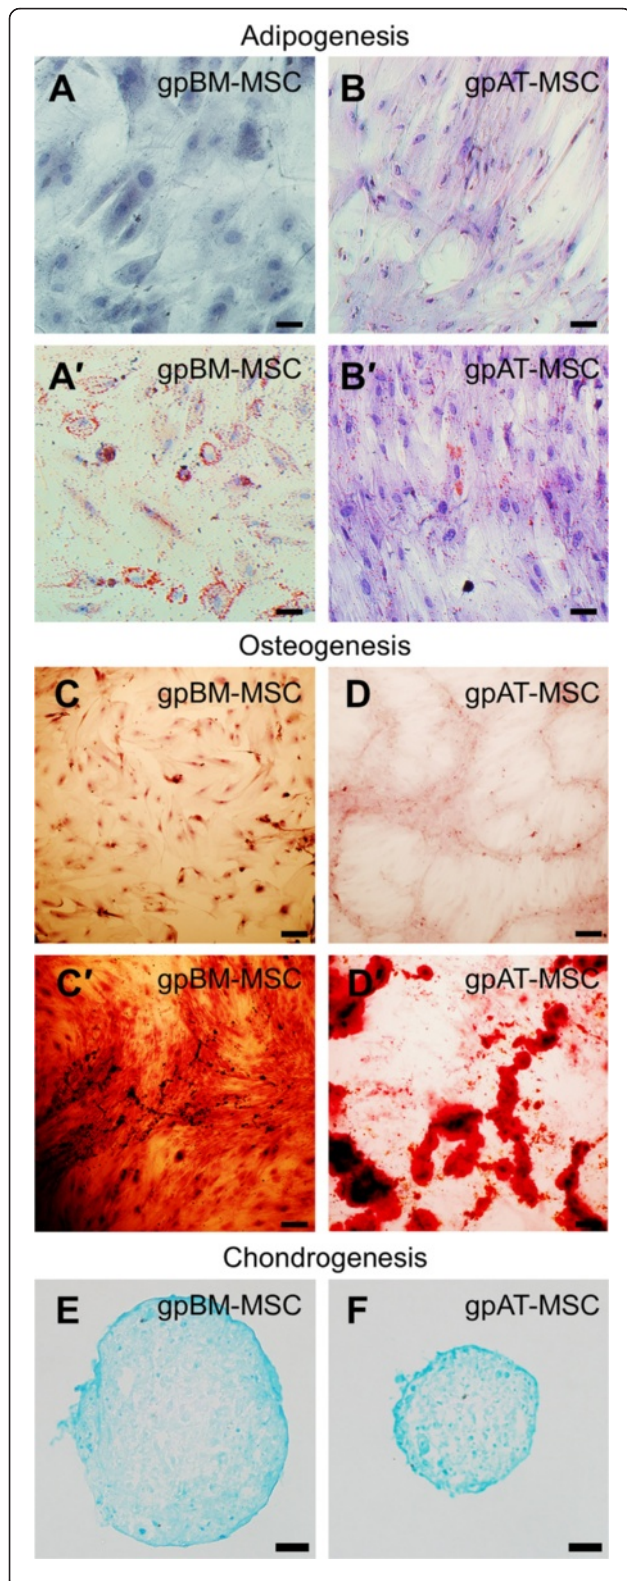 Adipogenesis
A gpBM-MSC
B gpAT-MSC
A' gpBM-MSC
B' gpAT-MSC
Osteogenesis
C gpBM-MSC
D gpAT-MSC
C' gpBM-MSC
D' gpAT-MSC
Chondrogenesis
E gpBM-MSC
F gpAT-MSC